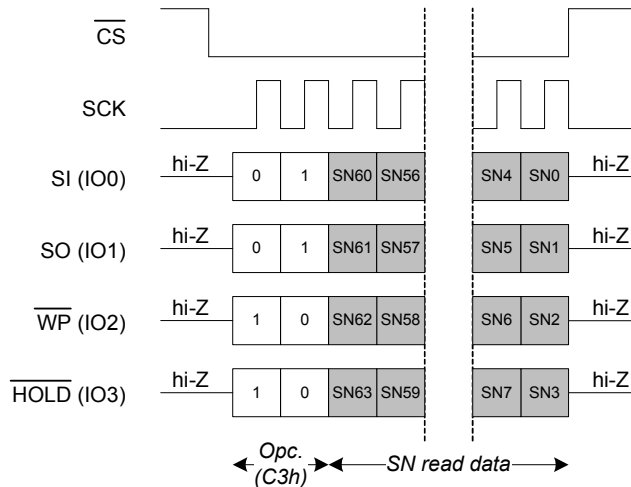 CS
SCK
SI (IO0) hi-Z 0 1 SN60 SN56 SN4 SN0 hi-Z
SO (IO1) hi-Z 0 1 SN61 SN57 SN5 SN1 hi-Z
WP (IO2) hi-Z 1 0 SN62 SN58 SN6 SN2 hi-Z
HOLD (IO3) hi-Z 1 0 SN63 SN59 SN7 SN3 hi-Z
Opc. SN read data
(C3h)